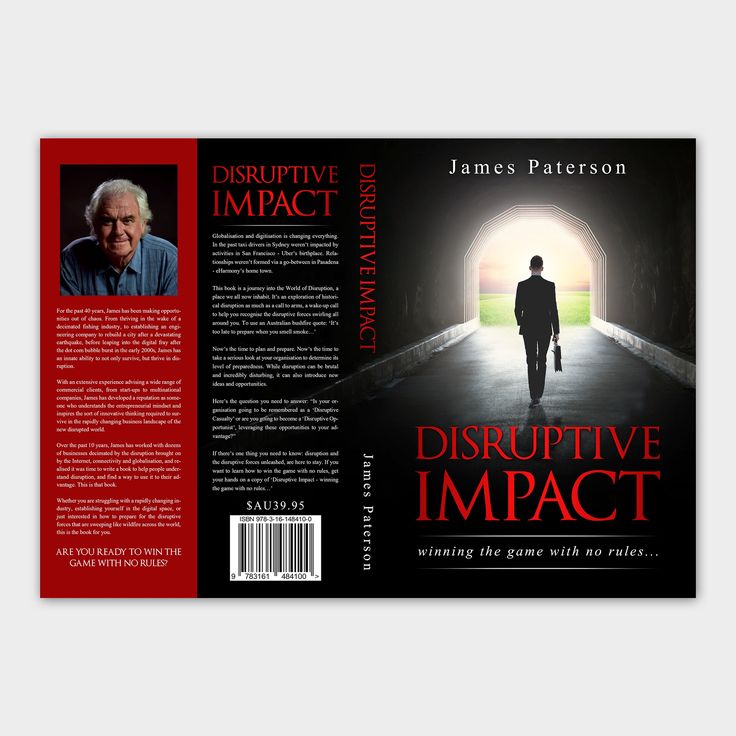 For the past 40 years, James has been making opportu-
nities out of chaos. From thriving in the wake of a
decimated fishing industry, to establishing an engi-
neering company to rebuild a city after a devastating
earthquake, before leaping into the digital fray after
the dot com bubble burst in the early 2000s, James has
an innate ability to not only survive, but thrive in dis-
ruption.
With an extensive experience advising a wide range of
commercial clients, from start-ups to multinational
companies, James has developed a reputation as some-
one who understands the entrepreneurial mindset and
inspires the sort of innovative thinking required to sur-
vive in the rapidly changing business landscape of the
new disrupted world.
Over the past 10 years, James has worked with dozens
of businesses decimated by the disruption brought on
by the Internet, connectivity and globalisation, and re-
alised it was time to write a book to help people under-
stand disruption, and find a way to use it to their ad-
vantage. This is that book.
Whether you are struggling with a rapidly changing in-
dustry, establishing yourself in the digital space, or
just interested in how to prepare for the disruptive
forces that are sweeping like wildfire across the world,
this is the book for you.
ARE YOU READY TO WIN THE
GAME WITH NO RULES?
DISRUPTIVE
IMPACT
Globalisation and digitisation is changing everything.
In the past taxi drivers in Sydney weren't impacted by
activities in San Francisco - Uber's birthplace. Rela-
tionships weren't formed via a go-between in Pasadena
- eHarmony's home town.
This book is a journey into the World of Disruption, a
place we all now inhabit. It's an exploration of histori-
cal disruption as much as a call to arms, a wake-up call
to help you recognise the disruptive forces swirling all
around you. To use an Australian bushfire quote: 'It's
too late to prepare when you smell smoke…'
Now's the time to plan and prepare. Now's the time to
take a serious look at your organisation to determine its
level of preparedness. While disruption can be brutal
and incredibly disturbing, it can also introduce new
ideas and opportunities.
Here's the question you need to answer: "Is your or-
ganisation going to be remembered as a 'Disruptive
Casualty' or are you going to become a 'Disruptive Op-
portunist', leveraging these opportunities to your ad-
vantage?"
If there's one thing you need to know: disruption and
the disruptive forces unleashed, are here to stay. If you
want to learn how to win the game with no rules, get
your hands on a copy of 'Disruptive Impact - winning
the game with no rules…'
$AU39.95
ISBN 978-3-16-148410-0
9 783161 484100 >
DISRUPTIVE IMPACT
James Paterson
James Paterson
DISRUPTIVE
IMPACT
winning the game with no rules...